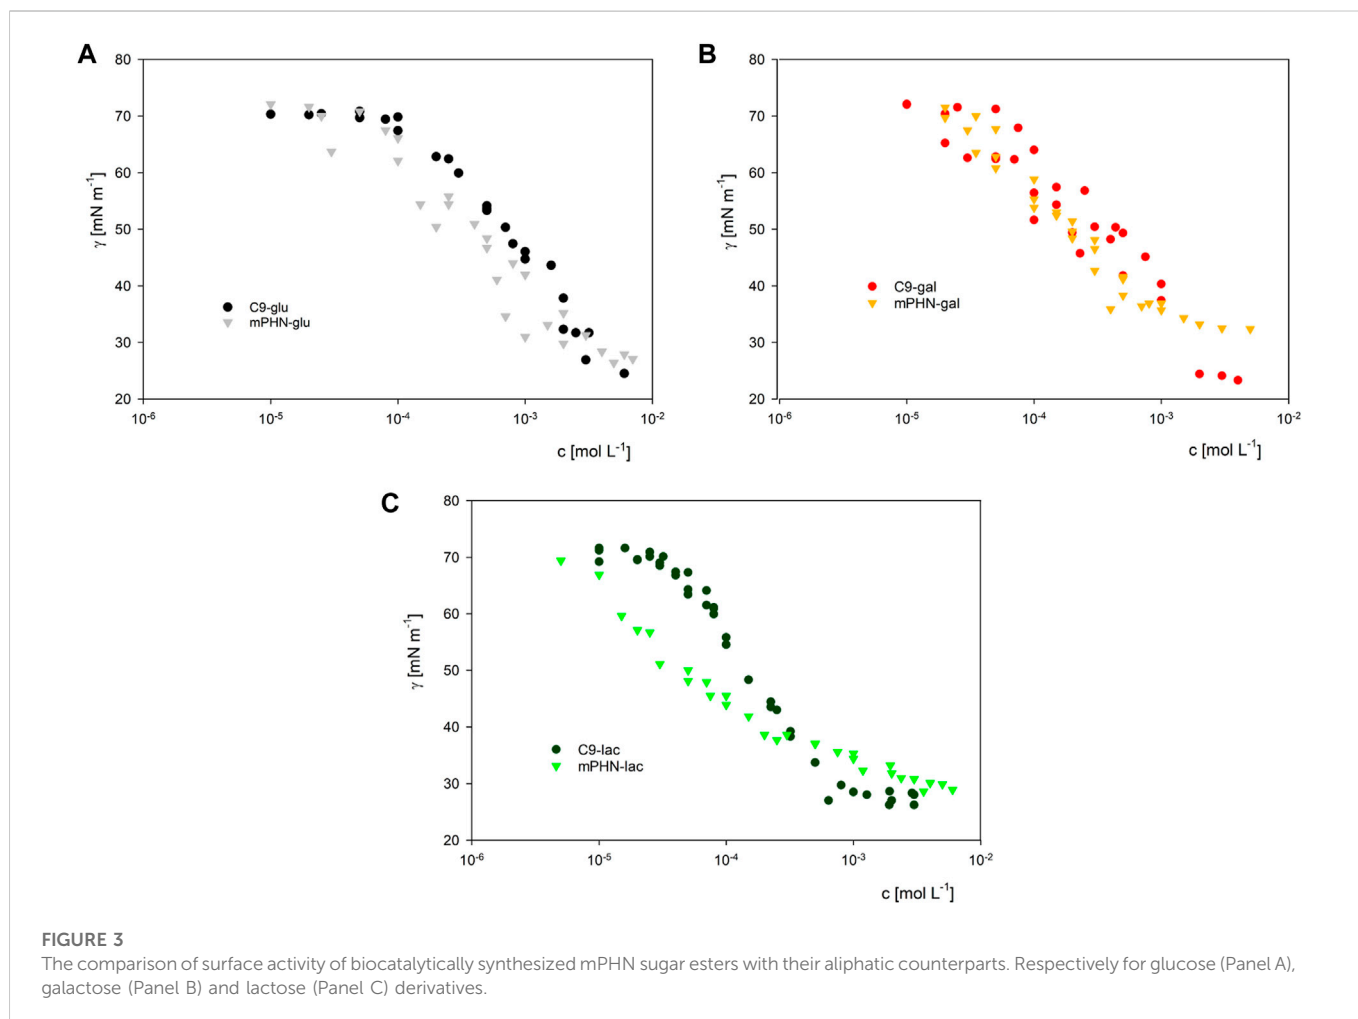 A
80
70
60
50
40
30
20
γ [mN m⁻¹]
C9-glu
mPHN-glu
10⁻⁶ 10⁻⁵ 10⁻⁴ 10⁻³ 10⁻²
c [mol L⁻¹]
B
80
70
60
50
40
30
20
γ [mN m⁻¹]
C9-gal
mPHN-gal
10⁻⁶ 10⁻⁵ 10⁻⁴ 10⁻³ 10⁻²
c [mol L⁻¹]
C
80
70
60
50
40
30
20
γ [mN m⁻¹]
C9-lac
mPHN-lac
10⁻⁶ 10⁻⁵ 10⁻⁴ 10⁻³ 10⁻²
c [mol L⁻¹]
FIGURE 3
The comparison of surface activity of biocatalytically synthesized mPHN sugar esters with their aliphatic counterparts. Respectively for glucose (Panel A),
galactose (Panel B) and lactose (Panel C) derivatives.